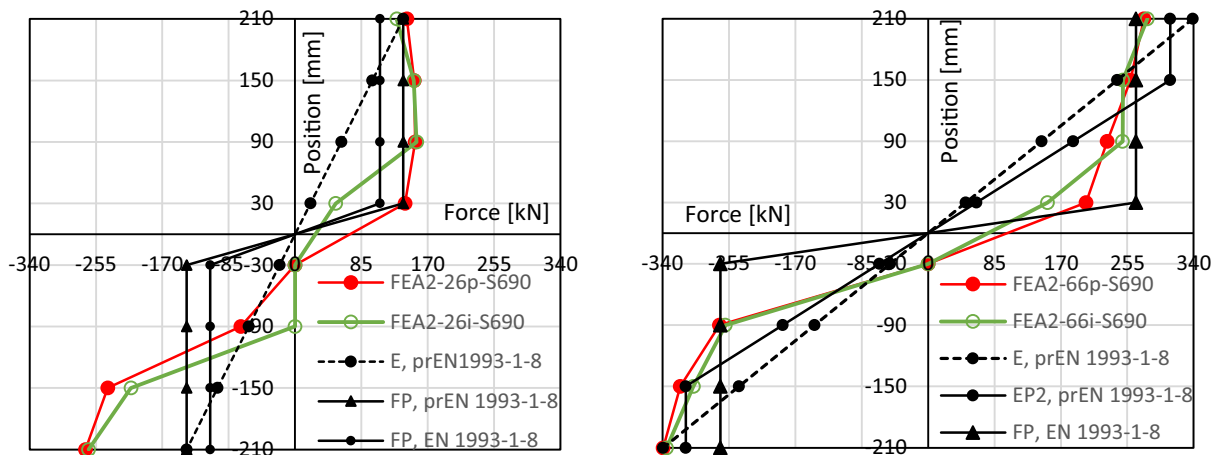 210
150
90
30
-30
-90
-150
-210
-340
-255
-170
-85
0
85
170
255
340
Position [mm]
Force [kN]
FEA2-26p-S690
FEA2-26i-S690
E, prEN1993-1-8
FP, prEN 1993-1-8
FP, EN 1993-1-8
210
150
90
30
-30
-90
-150
-210
-340
-255
-170
-85
0
85
170
255
340
Position [mm]
Force [kN]
FEA2-66p-S690
FEA2-66i-S690
E, prEN 1993-1-8
EP2, prEN 1993-1-8
FP, EN 1993-1-8